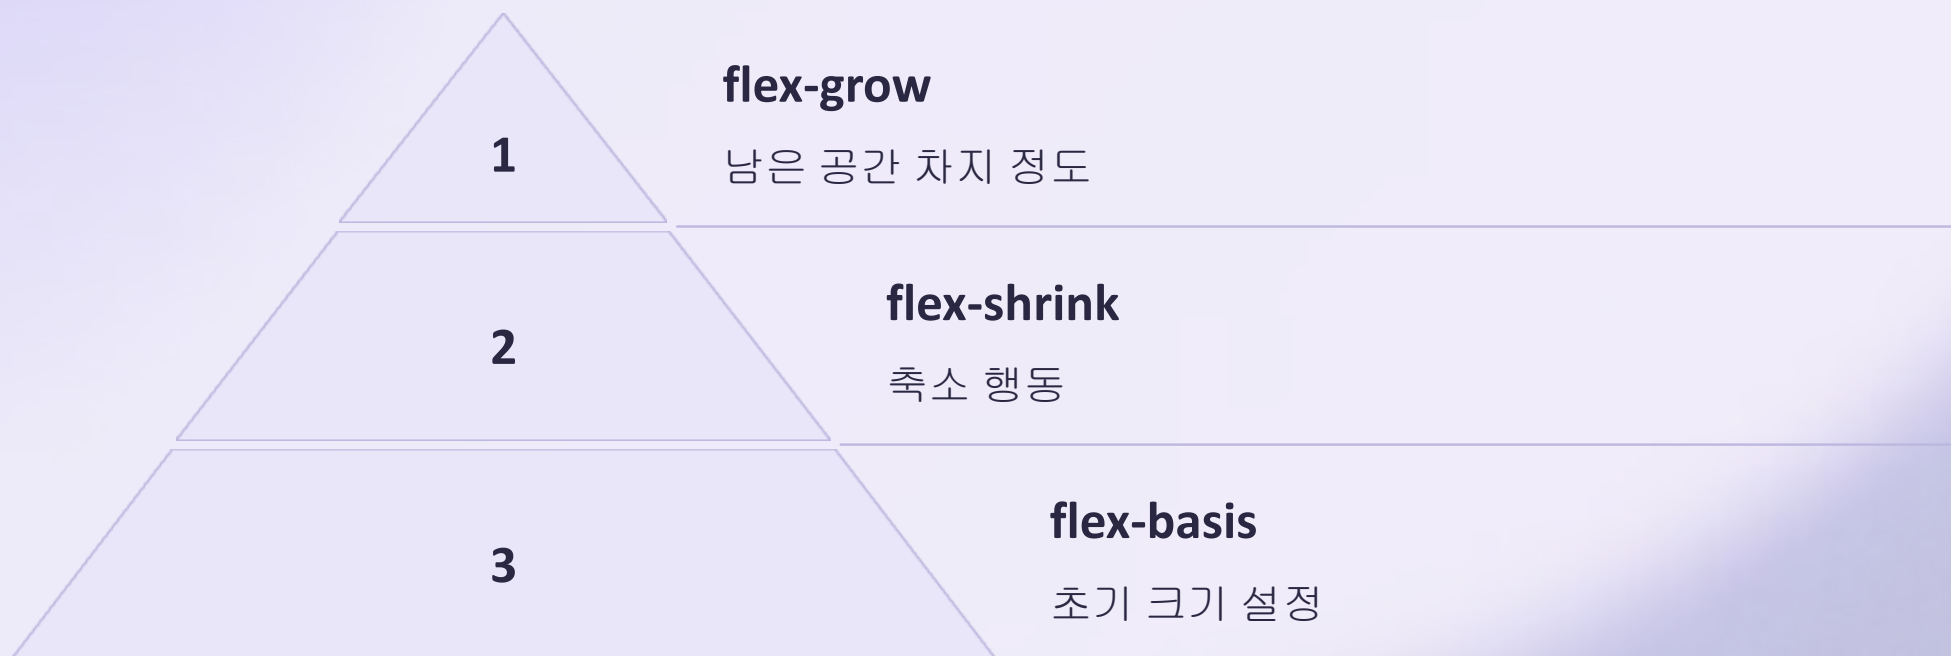 1
flex-grow
남은 공간 차지 정도
2
flex-shrink
축소 행동
3
flex-basis
초기 크기 설정